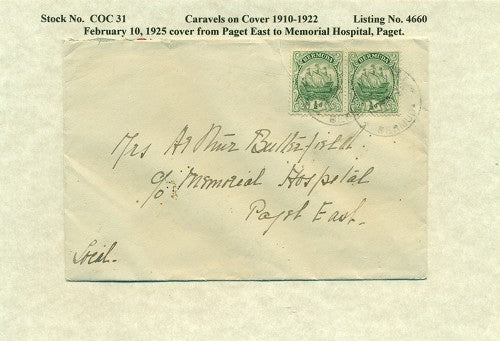 Stock No. COC 31 Caravels on Cover 1910-1922 Listing No. 4660
February 10, 1925 cover from Paget East to Memorial Hospital, Paget.
BERMUDA BERMUDA
Mrs Arthur Butterfield.
c/o Memorial Hospital
Paget East.
Local.